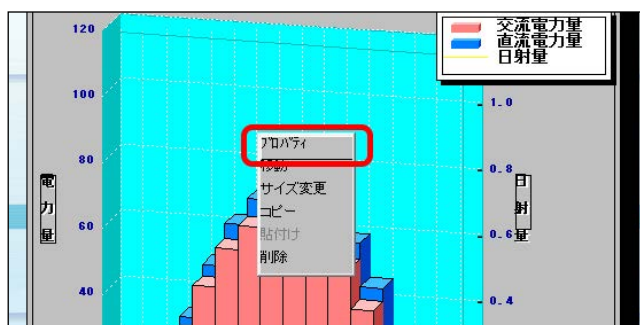 120
100
80
60
40
電
力
量
交流電力量
直流電力量
日射量
プロパティ
移動
サイズ変更
コピー
貼付け
削除
1.0
0.8
0.6
0.4
日
射
量